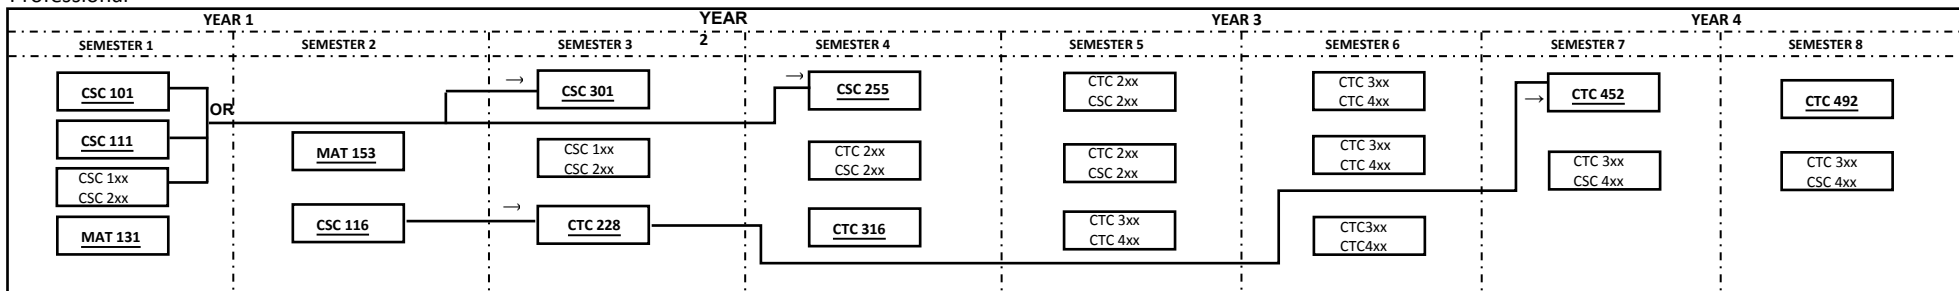 Professional
YEAR 1
YEAR 2
YEAR 3
YEAR 4
SEMESTER 1
SEMESTER 2
SEMESTER 3
SEMESTER 4
SEMESTER 5
SEMESTER 6
SEMESTER 7
SEMESTER 8
CSC 101
OR
CSC 111
CSC 1xx
CSC 2xx
MAT 131
MAT 153
CSC 116
→
CSC 301
CSC 1xx
CSC 2xx
→
CTC 228
→
CSC 255
CTC 2xx
CSC 2xx
CTC 316
CTC 2xx
CSC 2xx
CTC 2xx
CSC 2xx
CTC 3xx
CTC 4xx
CTC 3xx
CTC 4xx
CTC 3xx
CTC 4xx
CTC3xx
CTC4xx
→
CTC 452
CTC 3xx
CSC 4xx
CTC 492
CTC 3xx
CSC 4xx